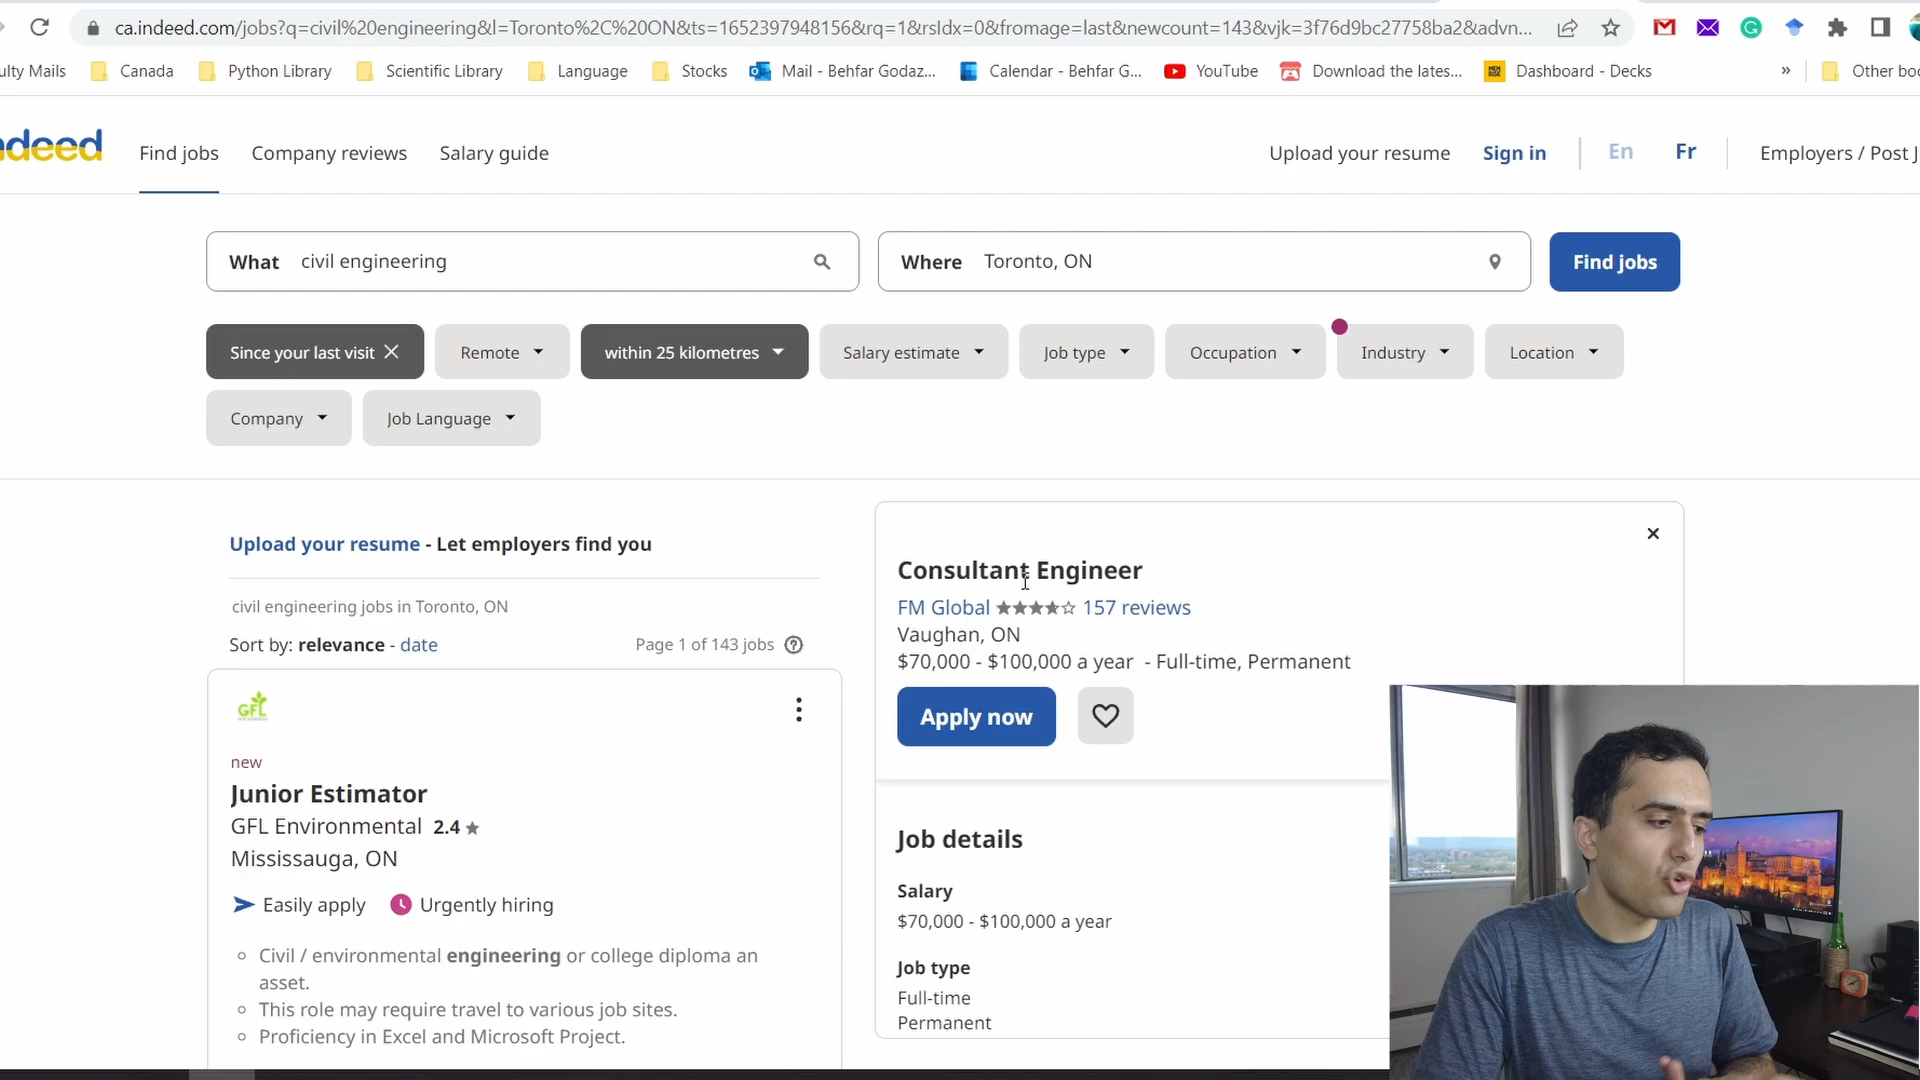 ca.indeed.com/jobs?q=civil%20engineering&l=Toronto%2C%20ON&ts=1652397948156&rq=1&rsIdx=0&fromage=last&newcount=143&vjk=3f76d9bc27758ba2&advn...
ulty Mails Canada Python Library Scientific Library Language Stocks Mail - Behfar Godaz... Calendar - Behfar G... YouTube Download the lates... Dashboard - Decks » Other boo
indeed Find jobs Company reviews Salary guide Upload your resume Sign in En Fr Employers / Post J
What civil engineering Where Toronto, ON Find jobs
Since your last visit Remote within 25 kilometres Salary estimate Job type Occupation Industry Location
Company Job Language
Upload your resume - Let employers find you
civil engineering jobs in Toronto, ON
Sort by: relevance - date Page 1 of 143 jobs
GFL
new
Junior Estimator
GFL Environmental 2.4
Mississauga, ON
Easily apply Urgently hiring
Civil / environmental engineering or college diploma an
asset.
This role may require travel to various job sites.
Proficiency in Excel and Microsoft Project.
Consultant Engineer
FM Global 157 reviews
Vaughan, ON
$70,000 - $100,000 a year - Full-time, Permanent
Apply now
Job details
Salary
$70,000 - $100,000 a year
Job type
Full-time
Permanent